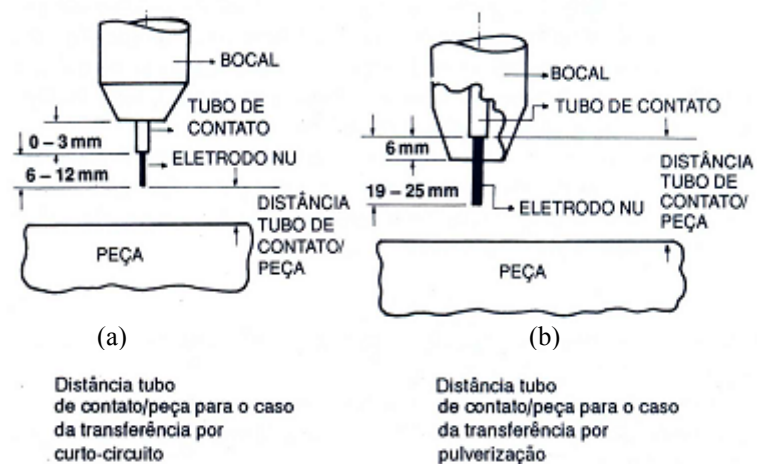 BOCAL
TUBO DE
CONTATO
0 – 3 mm
ELETRODO NU
6 – 12 mm
DISTÂNCIA
TUBO DE
CONTATO/
PEÇA
PEÇA
(a)
BOCAL
TUBO DE CONTATO
6 mm
19 – 25 mm
ELETRODO NU
DISTÂNCIA
TUBO DE
CONTATO/
PEÇA
PEÇA
(b)
Distância tubo
de contato/peça para o caso
da transferência por
curto-circuito
Distância tubo
de contato/peça para o caso
da transferência por
pulverização